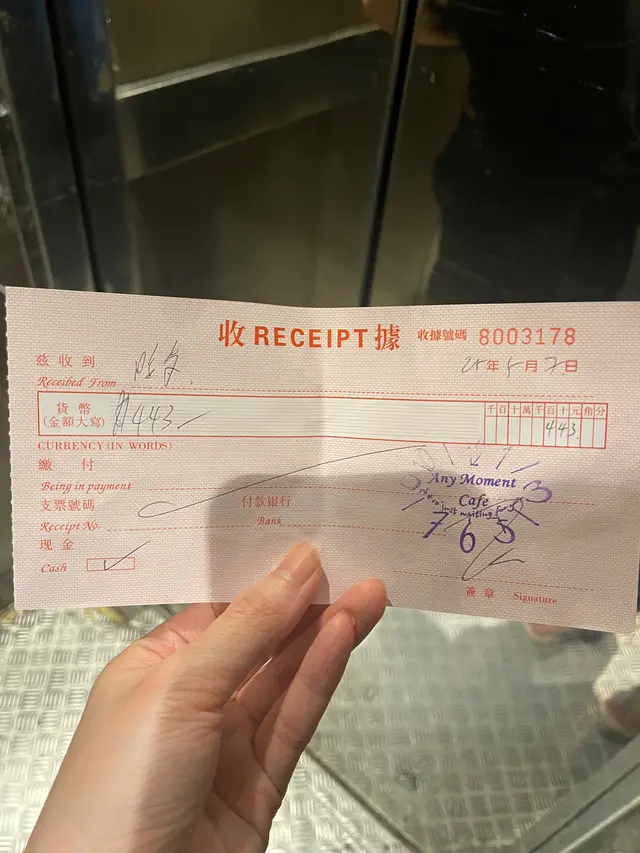 收 RECEIPT 據 收據號碼 8003178
茲收到
Receibed From
年 月 日
貨幣 $443
(金額大寫)
千百十萬千百十元角分
443
CURRENCY (IN WORDS)
繳 付
Being in payment
支票號碼 付款銀行
Receipt No. Bank
現 金
Cash
Any Moment
Cafe
3
7 6 5
簽 章 Signature